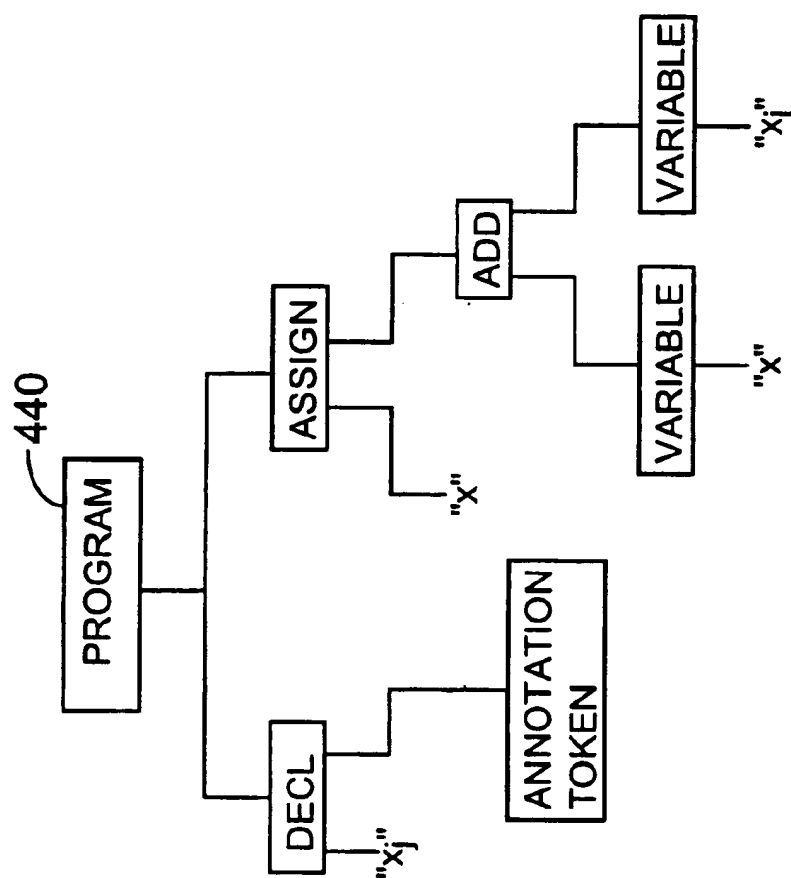 440
PROGRAM
DECL
ASSIGN
"xj"
ANNOTATION
TOKEN
"x"
ADD
VARIABLE
VARIABLE
"x"
"xj"